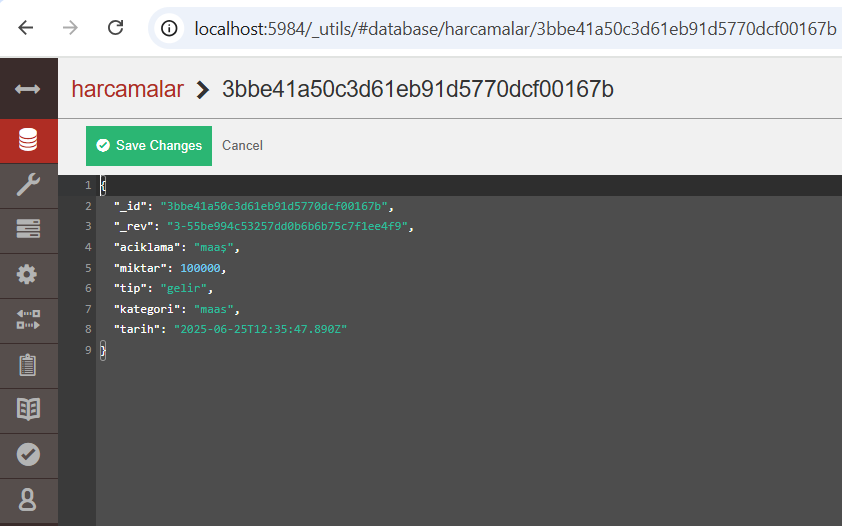 localhost:5984/_utils/#database/harcamalar/3bbe41a50c3d61eb91d5770dcf00167b
harcamalar > 3bbe41a50c3d61eb91d5770dcf00167b
Save Changes Cancel
1 {
2 "_id": "3bbe41a50c3d61eb91d5770dcf00167b",
3 "_rev": "3-55be994c53257dd0b6b6b75c7f1ee4f9",
4 "aciklama": "maaş",
5 "miktar": 100000,
6 "tip": "gelir",
7 "kategori": "maas",
8 "tarih": "2025-06-25T12:35:47.890Z"
9 }